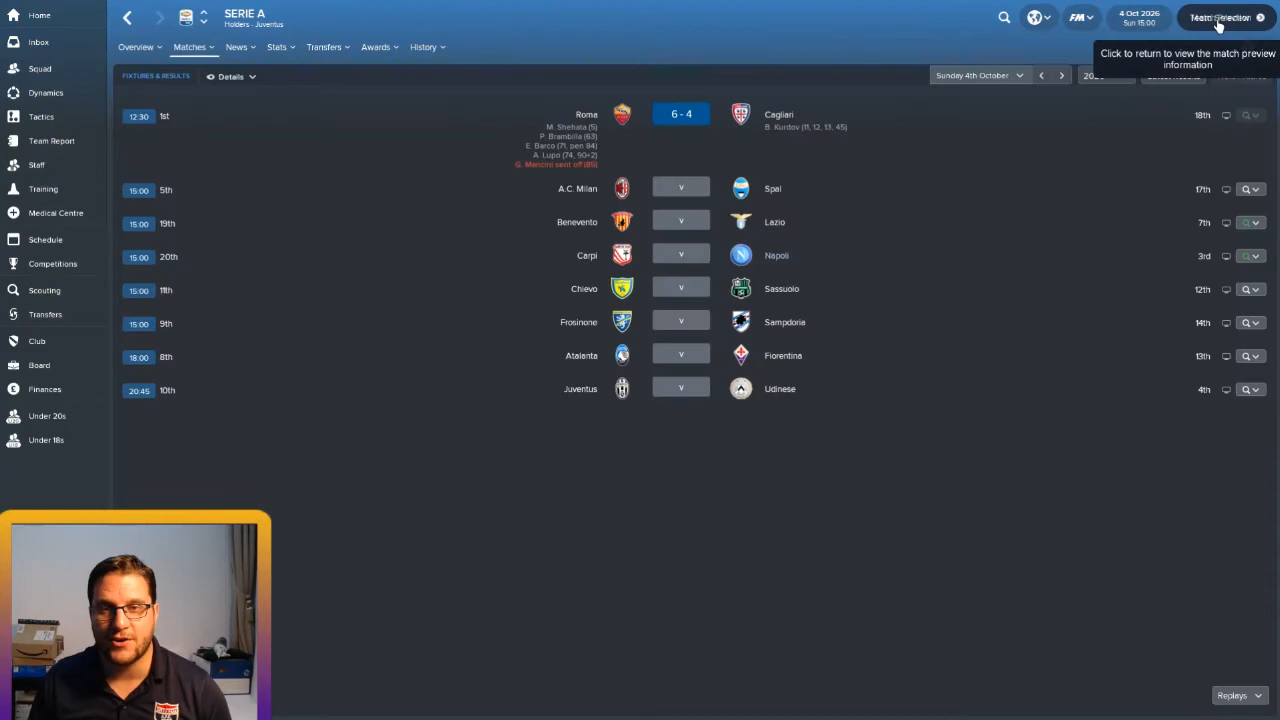 Home
Inbox
Squad
Dynamics
Tactics
Team Report
Staff
Training
Medical Centre
Schedule
Competitions
Scouting
Transfers
Club
Board
Finances
Under 20s
Under 18s
SERIE A
Holders - Juventus
FM
4 Oct 2026
Sun 15:00
Click to return to view the match preview
information
Overview Matches News Stats Transfers Awards History
FIXTURES & RESULTS Details Sunday 4th October
12:30 1st Roma 6 - 4 Cagliari 18th
M. Shehata (5) B. Kurdov (11, 12, 13, 45)
P. Brambilla (63)
E. Barco (71, pen 84)
A. Lupo (74, 90+2)
G. Mancini sent off (85)
15:00 5th A.C. Milan v Spal 17th
15:00 19th Benevento v Lazio 7th
15:00 20th Carpi v Napoli 3rd
15:00 11th Chievo v Sassuolo 12th
15:00 9th Frosinone v Sampdoria 14th
18:00 8th Atalanta v Fiorentina 13th
20:45 10th Juventus v Udinese 4th
Replays